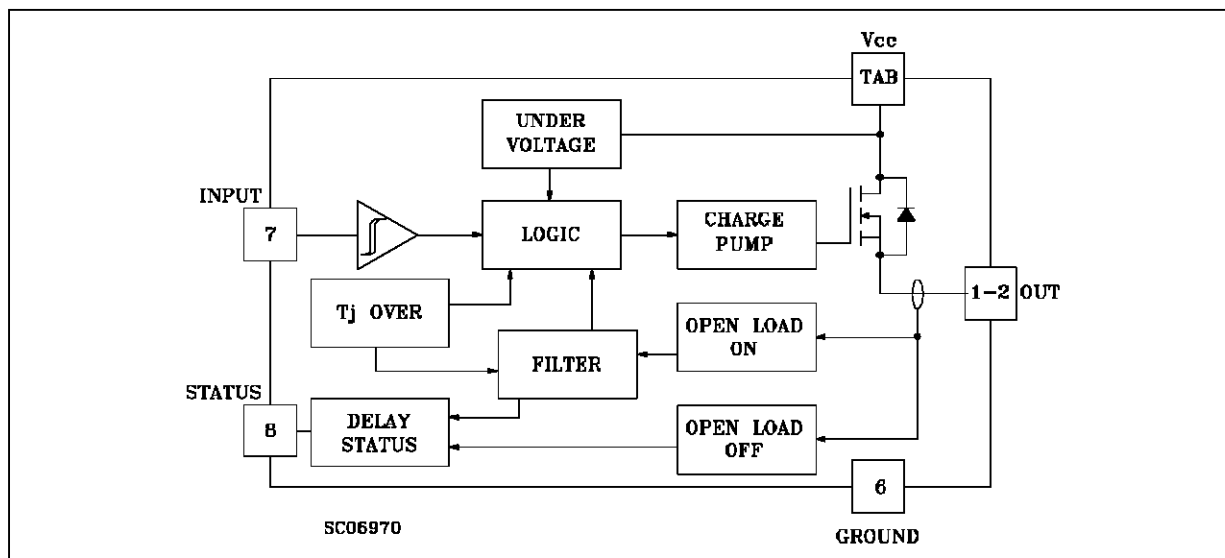 Vcc
TAB
UNDER
VOLTAGE
INPUT
7
LOGIC
CHARGE
PUMP
1-2 OUT
Tj OVER
OPEN LOAD
ON
FILTER
STATUS
8
DELAY
STATUS
OPEN LOAD
OFF
6
SC06970
GROUND